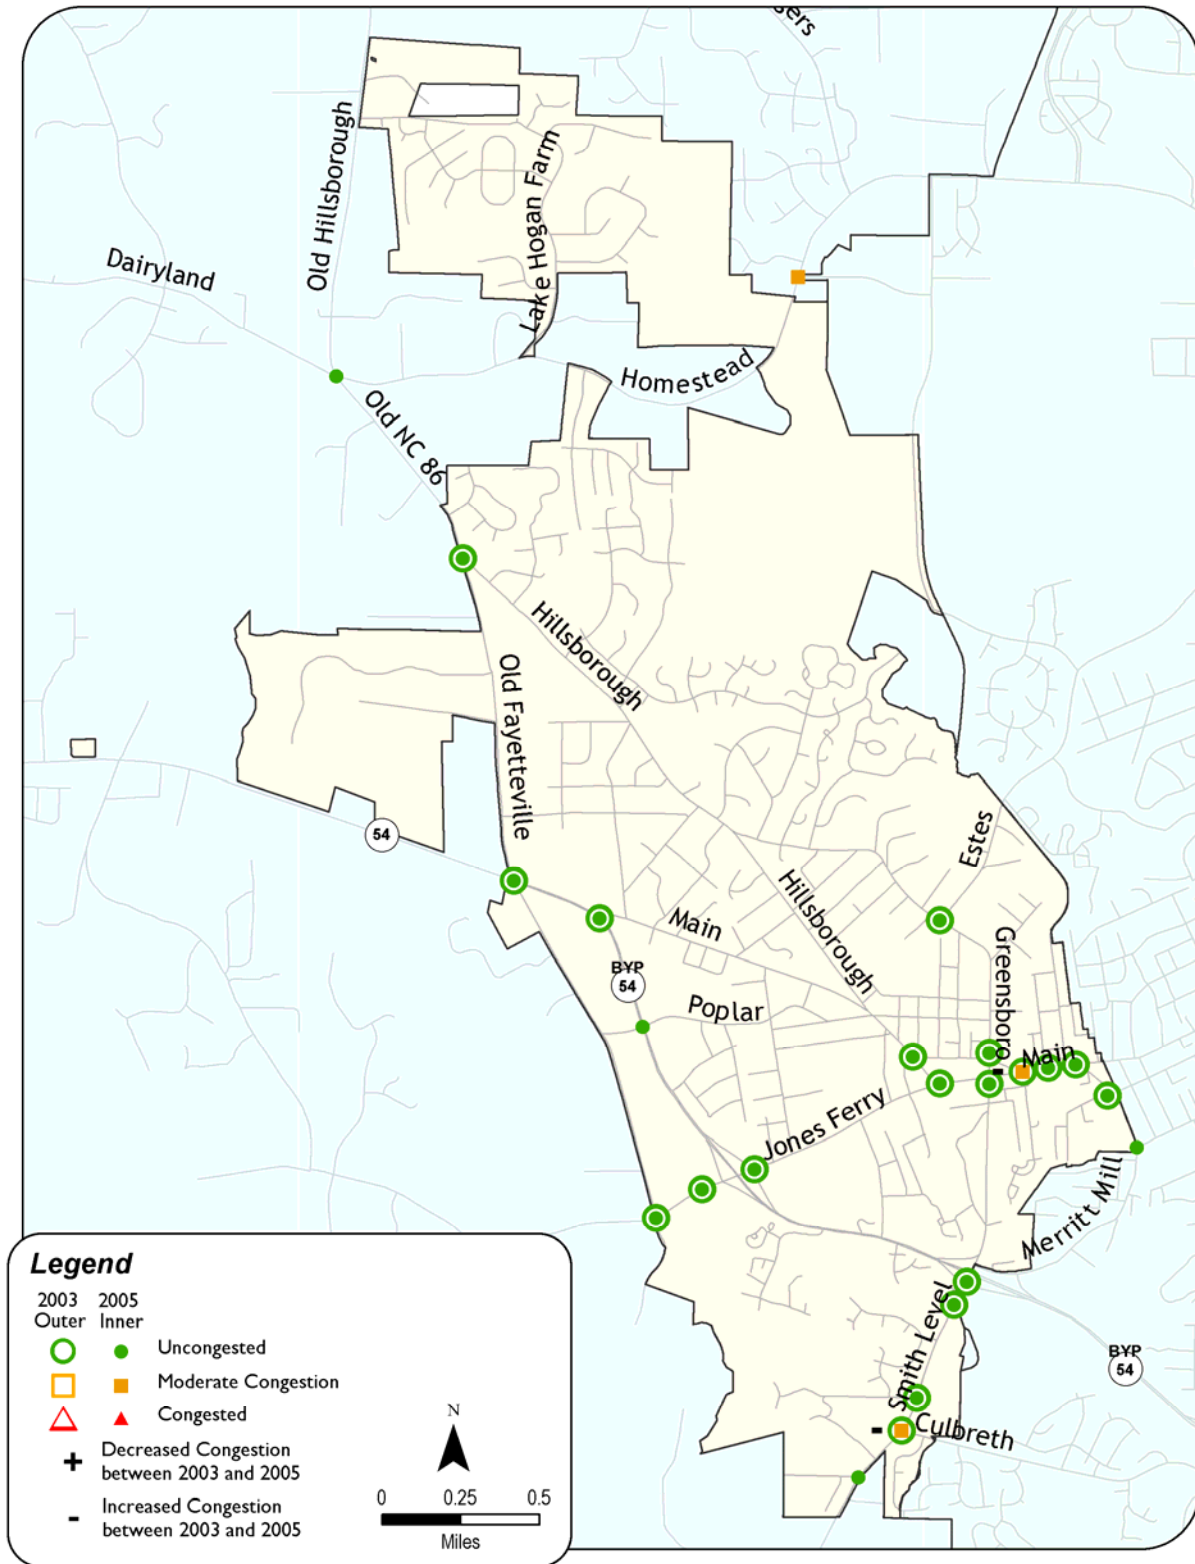 gers
Old Hillsborough
Lake Hogan Farm
Dairyland
Homestead
Old NC 86
Hillsborough
Old Fayetteville
54
Estes
Main
Hillsborough
Greensboro
BYP
54
Poplar
Main
Jones Ferry
Merritt Mill
Smith Level
BYP
54
Culbreth
Legend
2003 2005
Outer Inner
Uncongested
Moderate Congestion
Congested
+ Decreased Congestion
between 2003 and 2005
- Increased Congestion
between 2003 and 2005
N
0 0.25 0.5
Miles